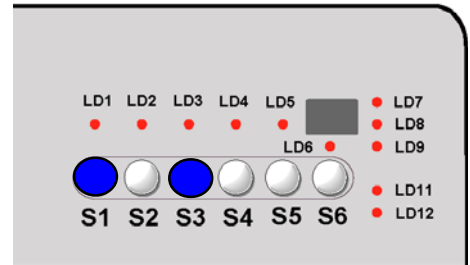 LD1 LD2 LD3 LD4 LD5 LD7
LD8
LD6 LD9
LD11
S1 S2 S3 S4 S5 S6 LD12